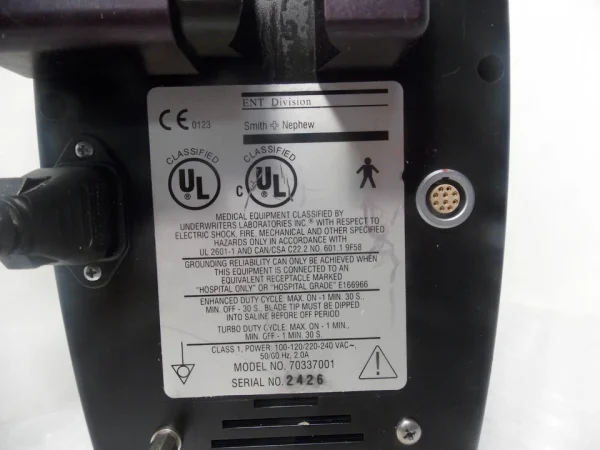 ENT Division
CE 0123
Smith + Nephew
CLASSIFIED
UL
®
CLASSIFIED
C UL
®
MEDICAL EQUIPMENT CLASSIFIED BY
UNDERWRITERS LABORATORIES INC.® WITH RESPECT TO
ELECTRIC SHOCK, FIRE, MECHANICAL AND OTHER SPECIFIED
HAZARDS ONLY IN ACCORDANCE WITH
UL 2601-1 AND CAN/CSA C22.2 NO. 601.1 9F58
GROUNDING RELIABILITY CAN ONLY BE ACHIEVED WHEN
THIS EQUIPMENT IS CONNECTED TO AN
EQUIVALENT RECEPTACLE MARKED
"HOSPITAL ONLY" OR "HOSPITAL GRADE" E166966
ENHANCED DUTY CYCLE: MAX. ON -1 MIN. 30 S.,
MIN. OFF - 30 S., BLADE TIP MUST BE DIPPED
INTO SALINE BEFORE OFF PERIOD
TURBO DUTY CYCLE: MAX. ON - 1 MIN.,
MIN. OFF - 1 MIN. 30 S.
CLASS 1, POWER: 100-120/220-240 VAC~,
50/60 Hz, 2.0A
MODEL NO. 70337001
SERIAL NO. 2426